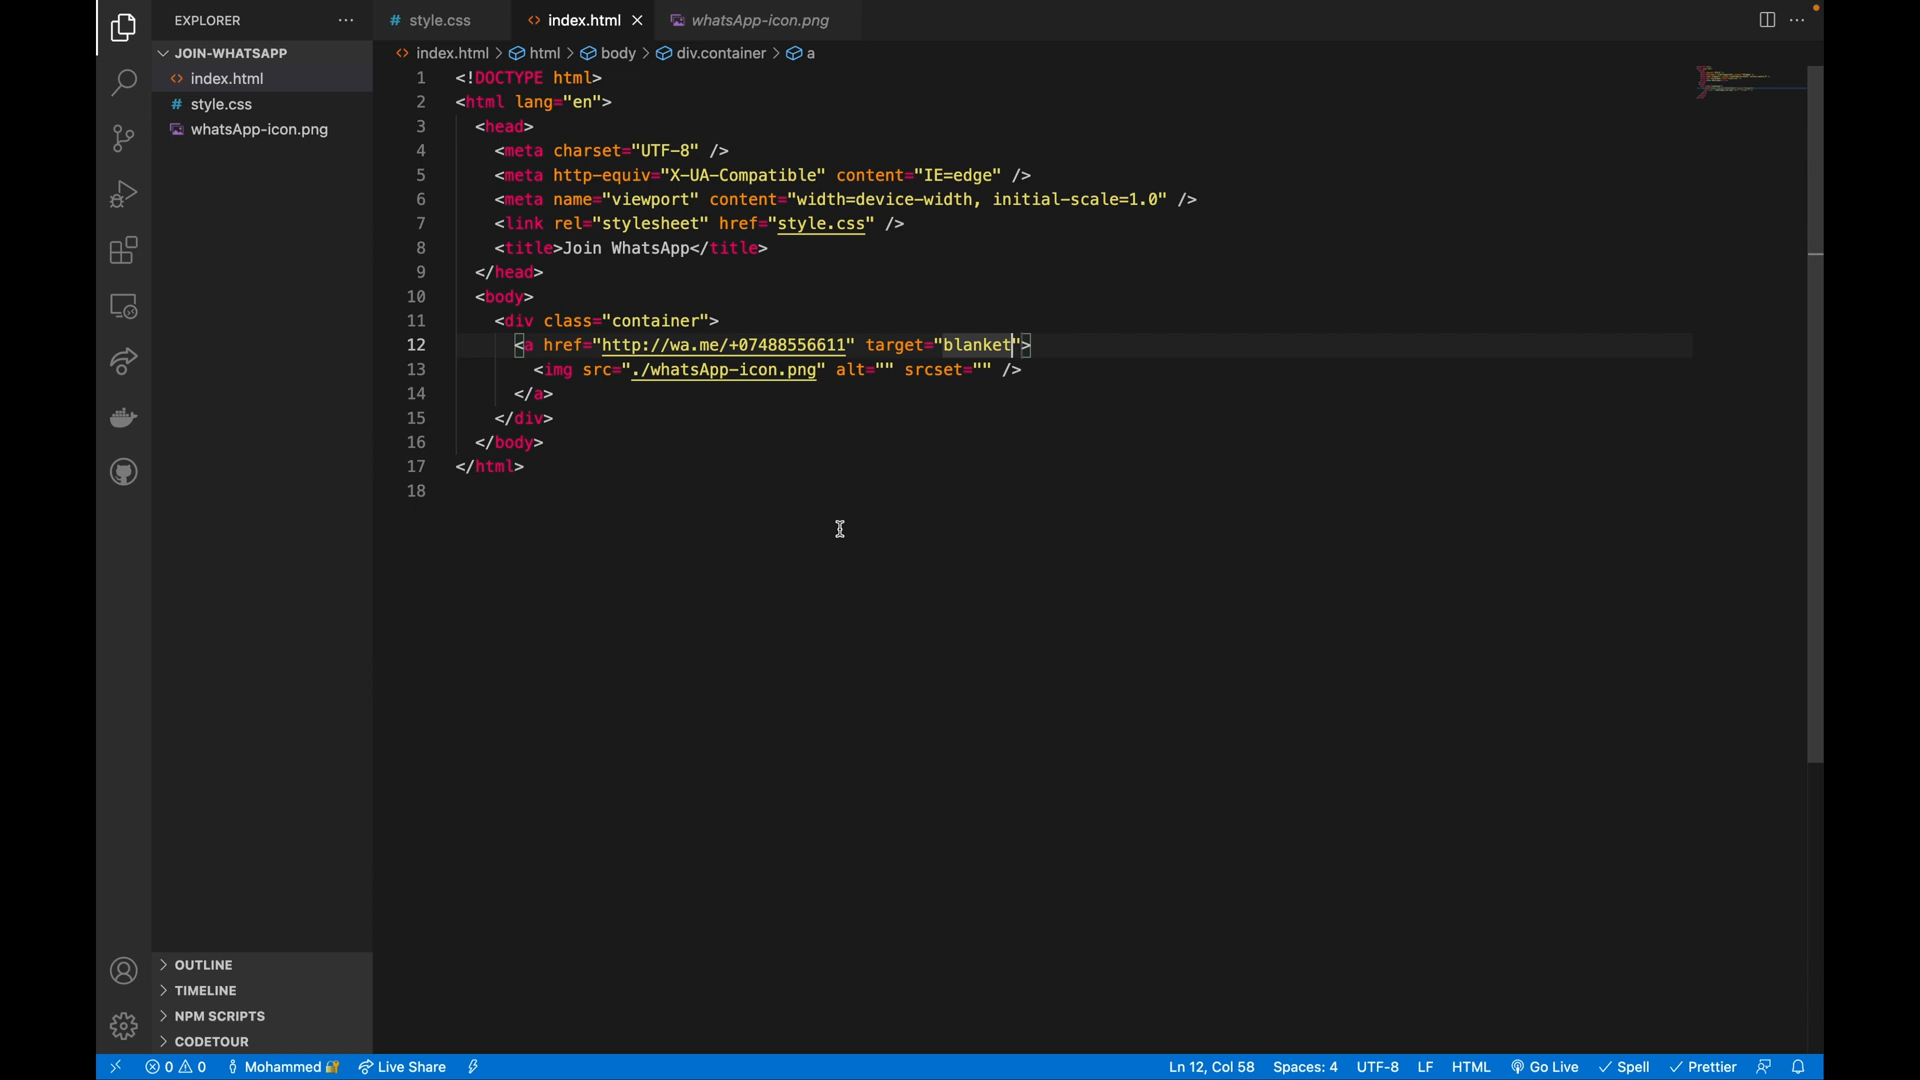 EXPLORER
JOIN-WHATSAPP
index.html
style.css
whatsApp-icon.png
OUTLINE
TIMELINE
NPM SCRIPTS
CODETOUR
# style.css
<> index.html
whatsApp-icon.png
<> index.html > html > body > div.container > a
1 <!DOCTYPE html>
2 <html lang="en">
3 <head>
4 <meta charset="UTF-8" />
5 <meta http-equiv="X-UA-Compatible" content="IE=edge" />
6 <meta name="viewport" content="width=device-width, initial-scale=1.0" />
7 <link rel="stylesheet" href="style.css" />
8 <title>Join WhatsApp</title>
9 </head>
10 <body>
11 <div class="container">
12 <a href="http://wa.me/+07488556611" target="blanket">
13 <img src="./whatsApp-icon.png" alt="" srcset="" />
14 </a>
15 </div>
16 </body>
17 </html>
18
0 0 Mohammed Live Share Ln 12, Col 58 Spaces: 4 UTF-8 LF HTML Go Live Spell Prettier